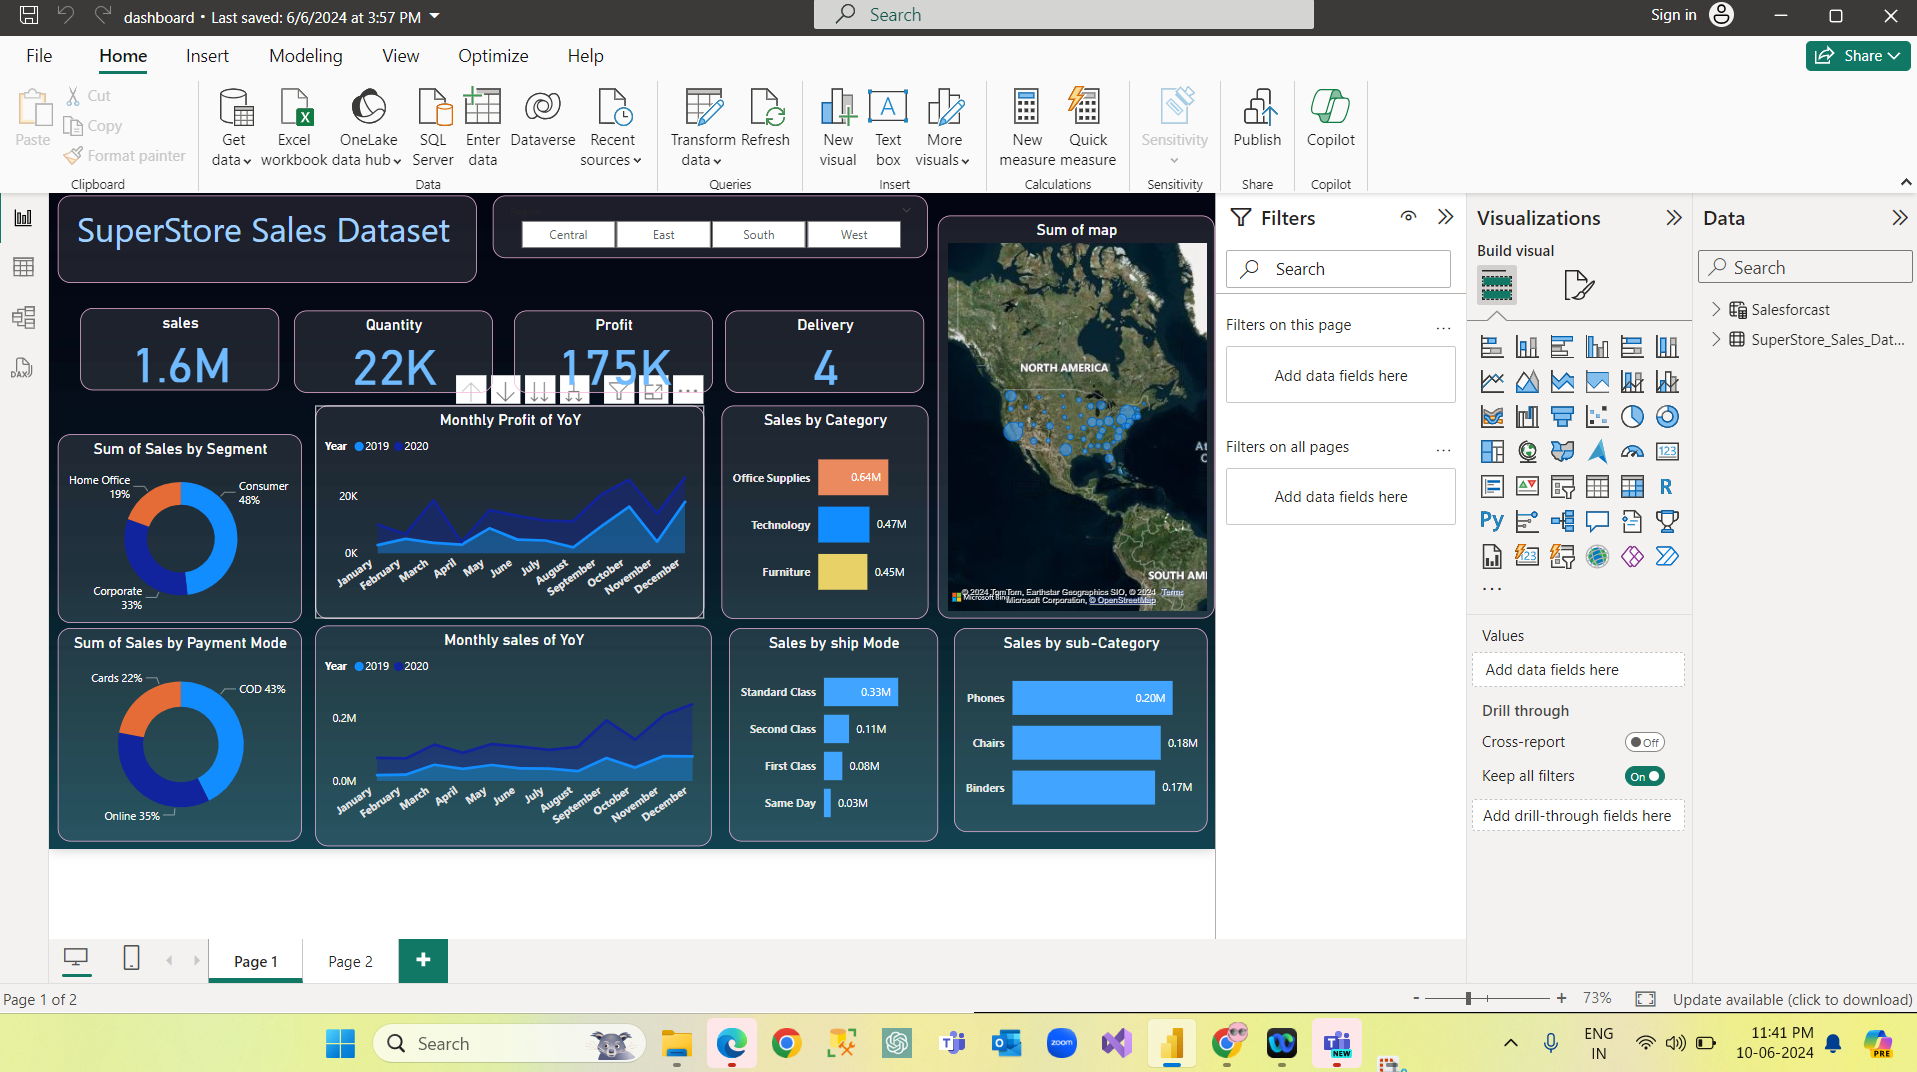 dashboard • Last saved: 6/6/2024 at 3:57 PM
Search
Sign in
File
Home
Insert
Modeling
View
Optimize
Help
Share
Paste
Cut
Copy
Format painter
Get data
Excel workbook
OneLake data hub
SQL Server
Enter data
Dataverse
Recent sources
Transform data
Refresh
New visual
Text box
More visuals
New measure
Quick measure
Sensitivity
Publish
Copilot
Clipboard
Data
Queries
Insert
Calculations
Sensitivity
Share
Copilot
SuperStore Sales Dataset
Central
East
South
West
sales
1.6M
Quantity
22K
Profit
175K
Delivery
4
Sum of map
NORTH AMERICA
SOUTH AM
At
© 2024 TomTom, Earthstar Geographics SIO, © 2024 Microsoft Corporation, © OpenStreetMap Terms
Microsoft Bing
Sum of Sales by Segment
Home Office 19%
Consumer 48%
Corporate 33%
Monthly Profit of YoY
Year 2019 2020
20K
0K
January February March April May June July August September October November December
Sales by Category
Office Supplies 0.64M
Technology 0.47M
Furniture 0.45M
Sum of Sales by Payment Mode
Cards 22%
COD 43%
Online 35%
Monthly sales of YoY
Year 2019 2020
0.2M
0.0M
January February March April May June July August September October November December
Sales by ship Mode
Standard Class 0.33M
Second Class 0.11M
First Class 0.08M
Same Day 0.03M
Sales by sub-Category
Phones 0.20M
Chairs 0.18M
Binders 0.17M
Filters
Search
Filters on this page
...
Add data fields here
Filters on all pages
...
Add data fields here
Visualizations
Build visual
123
R
Py
...
Values
Add data fields here
Drill through
Cross-report Off
Keep all filters On
Add drill-through fields here
Data
Search
Salesforcast
SuperStore_Sales_Dat...
DAX
Page 1
Page 2
+
Page 1 of 2
- + 73%
Update available (click to download)
Search
zoom
NEW
ENG
IN
11:41 PM
10-06-2024
PRE